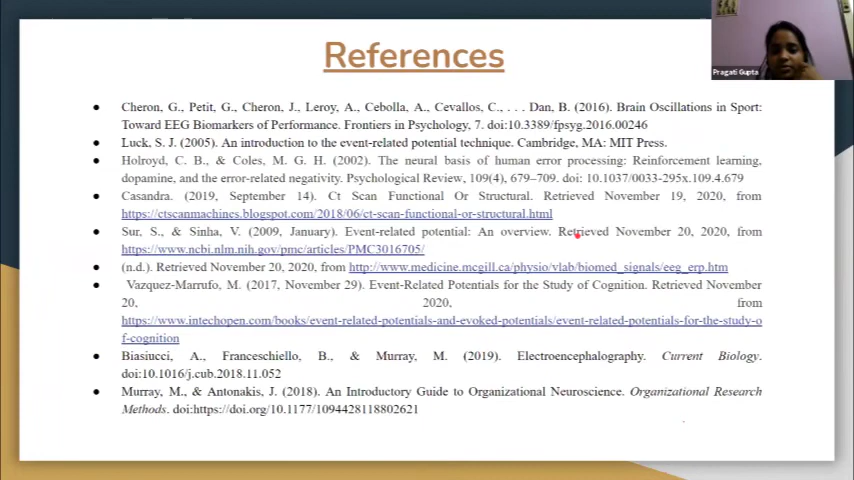 References
Pragati Gupta
Cheron, G., Petit, G., Cheron, J., Leroy, A., Cebolla, A., Cevallos, C., . . . Dan, B. (2016). Brain Oscillations in Sport:
Toward EEG Biomarkers of Performance. Frontiers in Psychology, 7. doi:10.3389/fpsyg.2016.00246
Luck, S. J. (2005). An introduction to the event-related potential technique. Cambridge, MA: MIT Press.
Holroyd, C. B., & Coles, M. G. H. (2002). The neural basis of human error processing: Reinforcement learning,
dopamine, and the error-related negativity. Psychological Review, 109(4), 679–709. doi: 10.1037/0033-295x.109.4.679
Casandra. (2019, September 14). Ct Scan Functional Or Structural. Retrieved November 19, 2020, from
https://ctscanmachines.blogspot.com/2018/06/ct-scan-functional-or-structural.html
Sur, S., & Sinha, V. (2009, January). Event-related potential: An overview. Retrieved November 20, 2020, from
https://www.ncbi.nlm.nih.gov/pmc/articles/PMC3016705/
(n.d.). Retrieved November 20, 2020, from http://www.medicine.mcgill.ca/physio/vlab/biomed_signals/eeg_erp.htm
Vazquez-Marrufo, M. (2017, November 29). Event-Related Potentials for the Study of Cognition. Retrieved November
20, 2020, from
https://www.intechopen.com/books/event-related-potentials-and-evoked-potentials/event-related-potentials-for-the-study-o
f-cognition
Biasiucci, A., Franceschiello, B., & Murray, M. (2019). Electroencephalography. Current Biology.
doi:10.1016/j.cub.2018.11.052
Murray, M., & Antonakis, J. (2018). An Introductory Guide to Organizational Neuroscience. Organizational Research
Methods. doi:https://doi.org/10.1177/1094428118802621